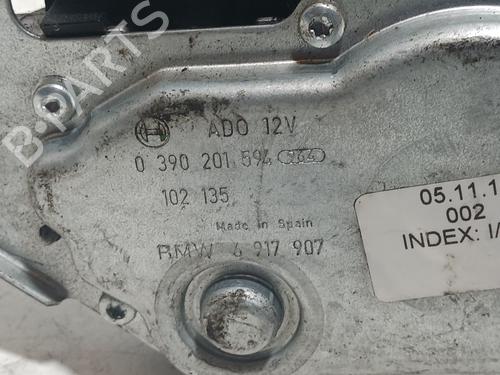 B-PARTS
ADO 12V
0 390 201 594 264
102 135
Made in Spain
BMW 6 917 907
05.11.1
002
INDEX: I/